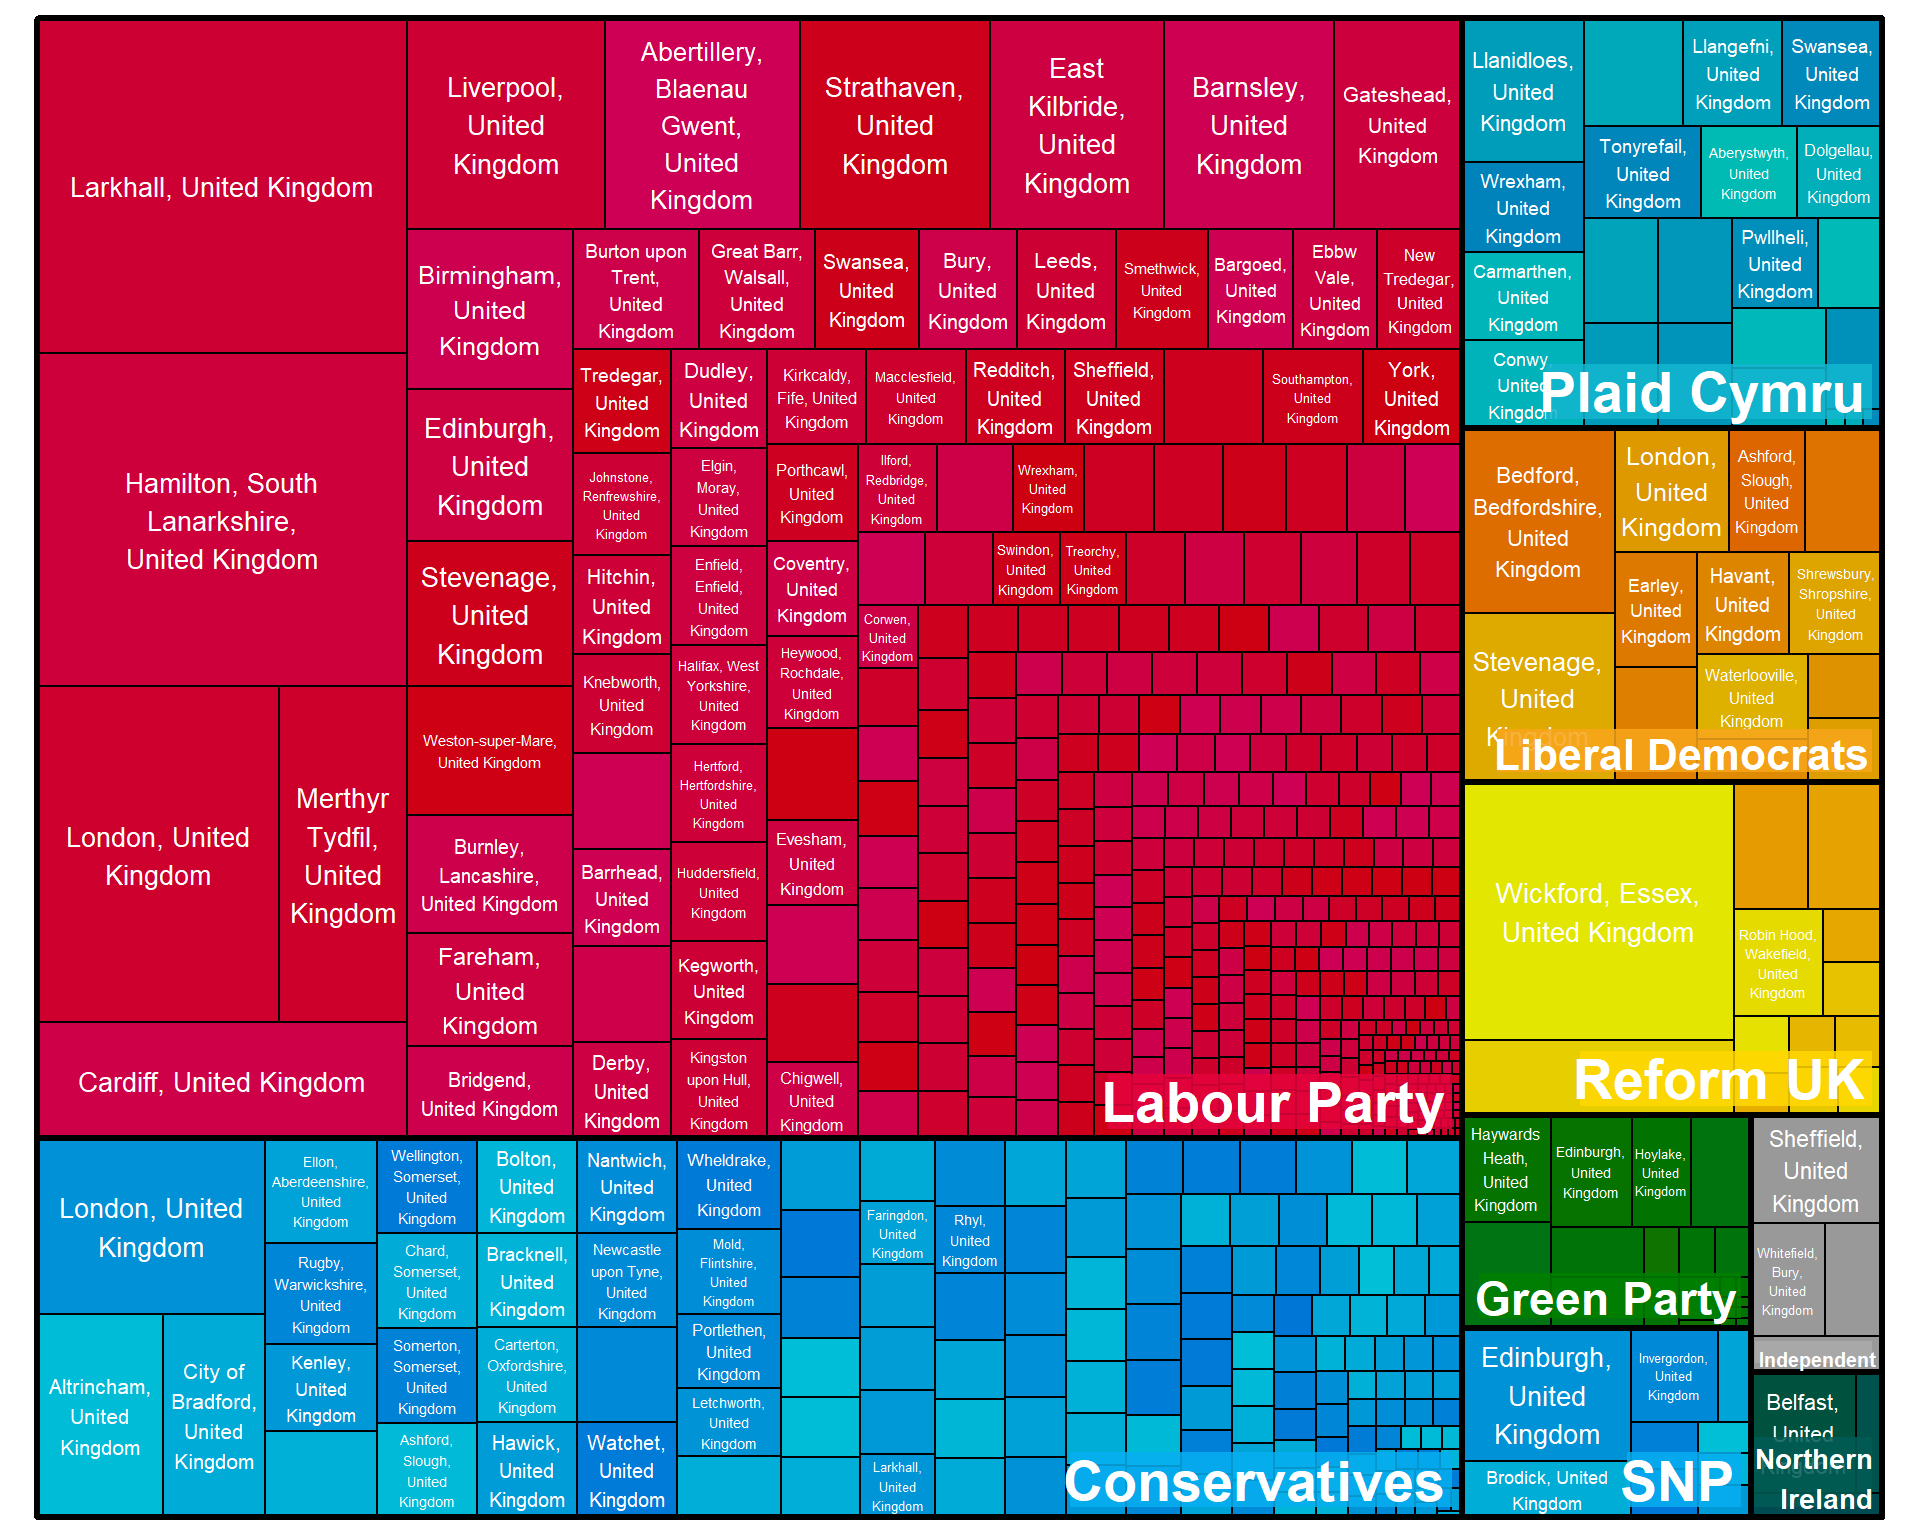 Larkhall, United Kingdom
Hamilton, South
Lanarkshire,
United Kingdom
London, United
Kingdom
Merthyr
Tydfil,
United
Kingdom
Cardiff, United Kingdom
Liverpool,
United
Kingdom
Abertillery,
Blaenau
Gwent,
United
Kingdom
Strathaven,
United
Kingdom
East
Kilbride,
United
Kingdom
Barnsley,
United
Kingdom
Gateshead,
United
Kingdom
Birmingham,
United
Kingdom
Edinburgh,
United
Kingdom
Stevenage,
United
Kingdom
Weston-super-Mare,
United Kingdom
Burnley,
Lancashire,
United Kingdom
Fareham,
United
Kingdom
Bridgend,
United Kingdom
Burton upon
Trent,
United
Kingdom
Great Barr,
Walsall,
United
Kingdom
Swansea,
United
Kingdom
Bury,
United
Kingdom
Leeds,
United
Kingdom
Smethwick,
United
Kingdom
Bargoed,
United
Kingdom
Ebbw
Vale,
United
Kingdom
New
Tredegar,
United
Kingdom
Tredegar,
United
Kingdom
Johnstone,
Renfrewshire,
United
Kingdom
Hitchin,
United
Kingdom
Knebworth,
United
Kingdom
Barrhead,
United
Kingdom
Derby,
United
Kingdom
Dudley,
United
Kingdom
Elgin,
Moray,
United
Kingdom
Enfield,
Enfield,
United
Kingdom
Halifax, West
Yorkshire,
United
Kingdom
Hertford,
Hertfordshire,
United
Kingdom
Huddersfield,
United
Kingdom
Kegworth,
United
Kingdom
Kingston
upon Hull,
United
Kingdom
Kirkcaldy,
Fife, United
Kingdom
Macclesfield,
United
Kingdom
Redditch,
United
Kingdom
Sheffield,
United
Kingdom
Southampton,
United
Kingdom
York,
United
Kingdom
Porthcawl,
United
Kingdom
Coventry,
United
Kingdom
Heywood,
Rochdale,
United
Kingdom
Evesham,
United
Kingdom
Chigwell,
United
Kingdom
Ilford,
Redbridge,
United
Kingdom
Wrexham,
United
Kingdom
Swindon,
United
Kingdom
Treorchy,
United
Kingdom
Corwen,
United
Kingdom
Labour Party
London, United
Kingdom
Altrincham,
United
Kingdom
City of
Bradford,
United
Kingdom
Ellon,
Aberdeenshire,
United
Kingdom
Rugby,
Warwickshire,
United
Kingdom
Kenley,
United
Kingdom
Wellington,
Somerset,
United
Kingdom
Chard,
Somerset,
United
Kingdom
Somerton,
Somerset,
United
Kingdom
Ashford,
Slough,
United
Kingdom
Bolton,
United
Kingdom
Bracknell,
United
Kingdom
Carterton,
Oxfordshire,
United
Kingdom
Hawick,
United
Kingdom
Nantwich,
United
Kingdom
Newcastle
upon Tyne,
United
Kingdom
Watchet,
United
Kingdom
Wheldrake,
United
Kingdom
Mold,
Flintshire,
United
Kingdom
Portlethen,
United
Kingdom
Letchworth,
United
Kingdom
Faringdon,
United
Kingdom
Larkhall,
United
Kingdom
Rhyl,
United
Kingdom
Conservatives
Llanidloes,
United
Kingdom
Wrexham,
United
Kingdom
Carmarthen,
United
Kingdom
Conwy,
United
Kingdom
Llangefni,
United
Kingdom
Swansea,
United
Kingdom
Tonyrefail,
United
Kingdom
Aberystwyth,
United
Kingdom
Dolgellau,
United
Kingdom
Pwllheli,
United
Kingdom
Plaid Cymru
Bedford,
Bedfordshire,
United
Kingdom
Stevenage,
United
Kingdom
London,
United
Kingdom
Ashford,
Slough,
United
Kingdom
Earley,
United
Kingdom
Havant,
United
Kingdom
Shrewsbury,
Shropshire,
United
Kingdom
Waterlooville,
United
Kingdom
Liberal Democrats
Wickford, Essex,
United Kingdom
Robin Hood,
Wakefield,
United
Kingdom
Reform UK
Haywards
Heath,
United
Kingdom
Edinburgh,
United
Kingdom
Hoylake,
United
Kingdom
Green Party
Sheffield,
United
Kingdom
Whitefield,
Bury,
United
Kingdom
Independent
Edinburgh,
United
Kingdom
Invergordon,
United
Kingdom
Brodick, United
Kingdom
SNP
Belfast,
United
Kingdom
Northern
Ireland